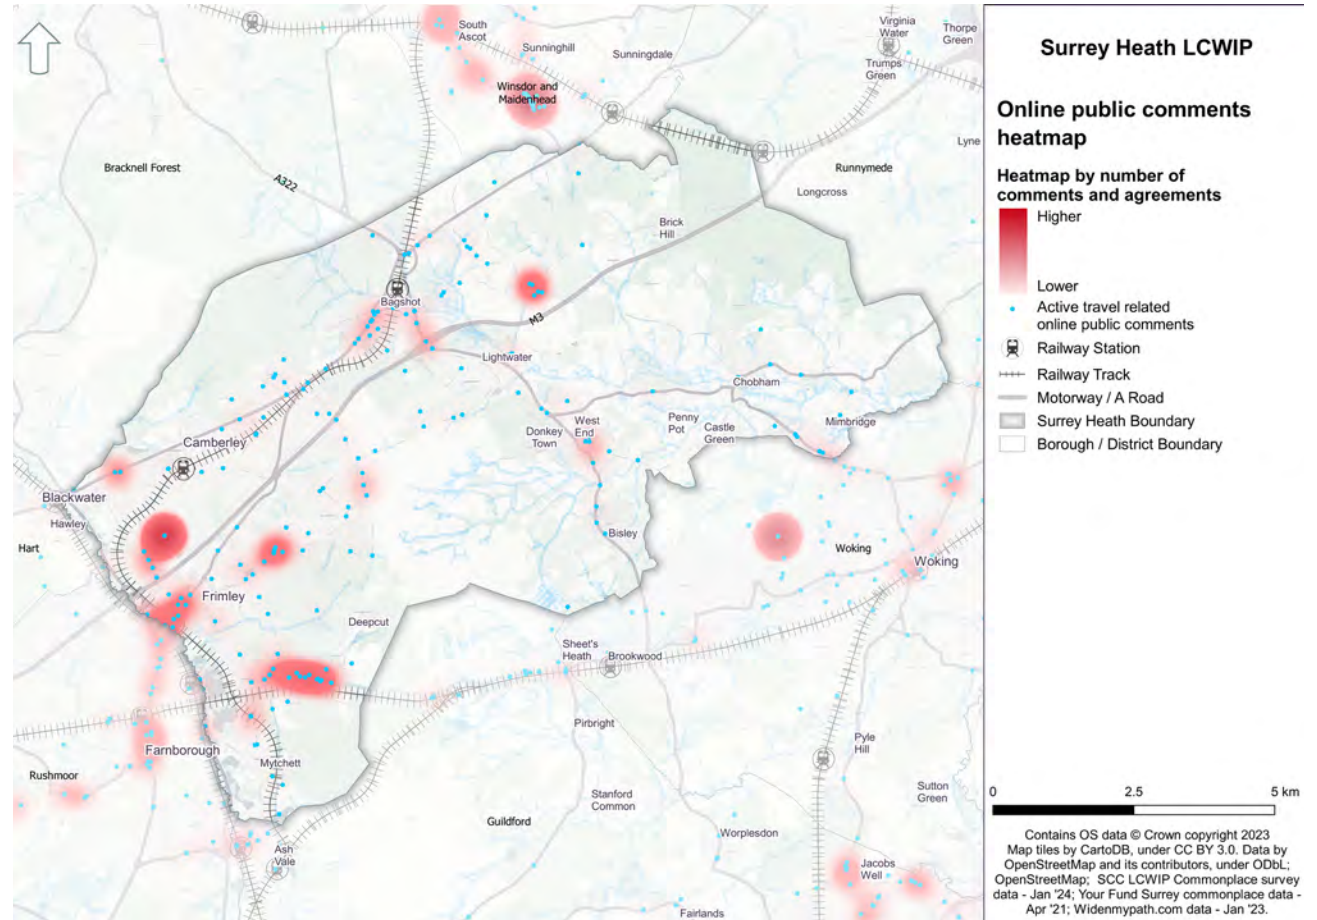 South
Ascot
Sunninghill
Sunningdale
Virginia
Water
Thorpe
Green
Trumps
Green
Winsdor and
Maidenhead
Lyne
Bracknell Forest
A322
Runnymede
Longcross
Brick
Hill
Bagshot
M3
Lightwater
Chobham
Donkey
Town
West
End
Penny
Pot
Castle
Green
Mimbridge
Camberley
Blackwater
Hawley
Hart
Bisley
Woking
Woking
Frimley
Deepcut
Sheet's
Heath
Brookwood
Pirbright
Farnborough
Mytchett
Rushmoor
Pyle
Hill
Stanford
Common
Sutton
Green
Guildford
Worplesdon
Ash
Vale
Jacobs
Well
Fairlands
Surrey Heath LCWIP
Online public comments
heatmap
Heatmap by number of
comments and agreements
Higher
Lower
Active travel related
online public comments
Railway Station
Railway Track
Motorway / A Road
Surrey Heath Boundary
Borough / District Boundary
0 2.5 5 km
Contains OS data © Crown copyright 2023
Map tiles by CartoDB, under CC BY 3.0. Data by
OpenStreetMap and its contributors, under ODbL;
OpenStreetMap; SCC LCWIP Commonplace survey
data - Jan '24; Your Fund Surrey commonplace data -
Apr '21; Widenmypath.com data - Jan '23.